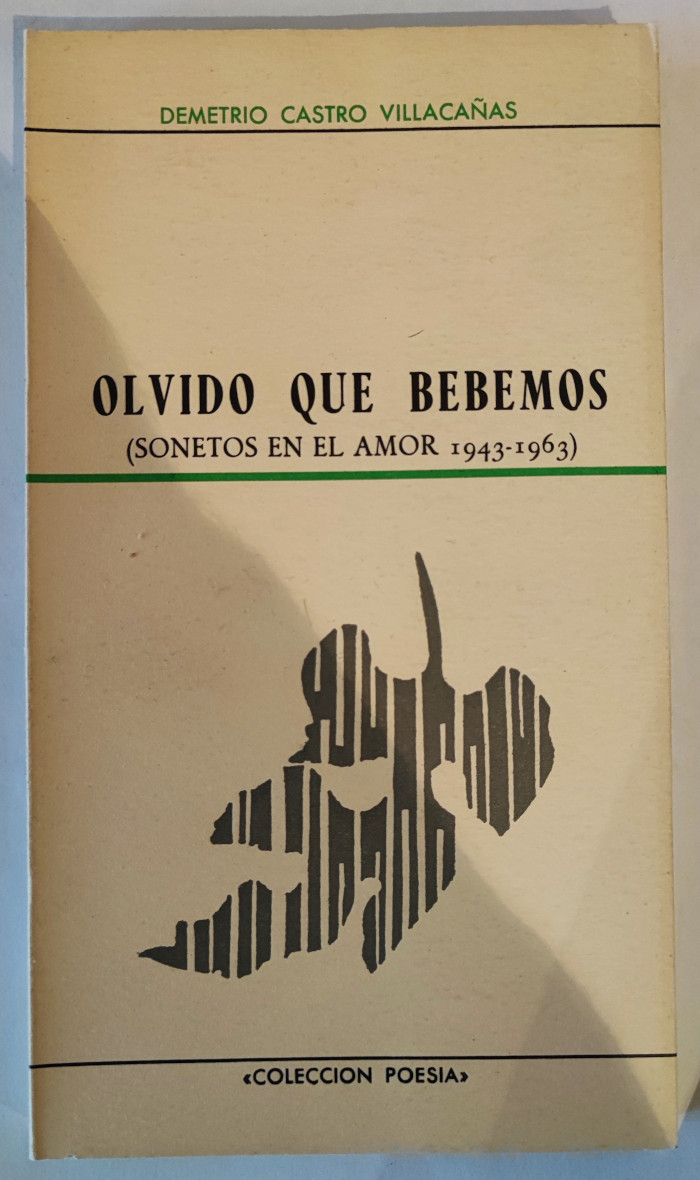 DEMETRIO CASTRO VILLACAÑAS
OLVIDO QUE BEBEMOS
(SONETOS EN EL AMOR 1943-1963)
«COLECCION POESIA»